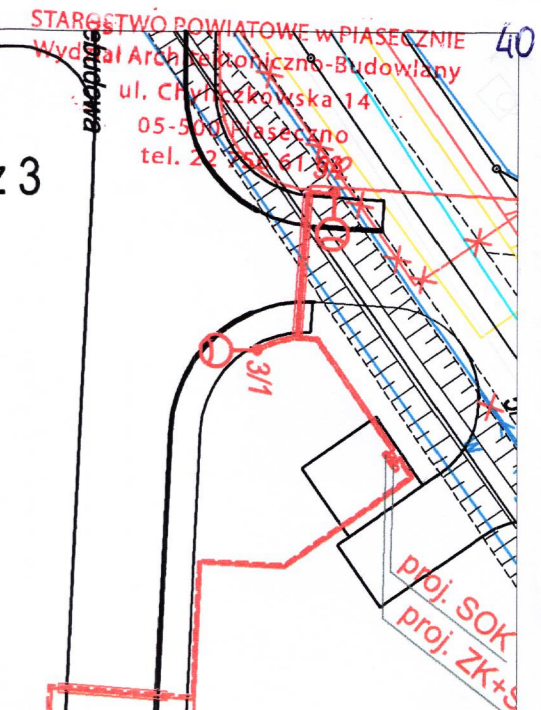 STAROSTWO POWIATOWE w PIASECZNIE
Wydział Architektoniczno-Budowlany
ul. Chyliczkowska 14
05-500 Piaseczno
tel. 22 756 61
40
ebudowa
z 3
3/1
proj. SOK
proj. ZK+S